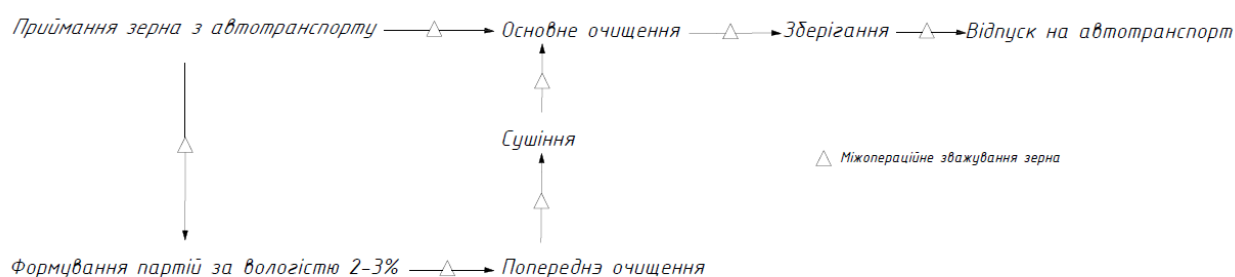 Приймання зерна з автотранспорту
Основне очищення
Зберігання
Відпуск на автотранспорт
Сушіння
Міжопераційне зважування зерна
Формування партій за вологістю 2-3%
Попереднэ очищення